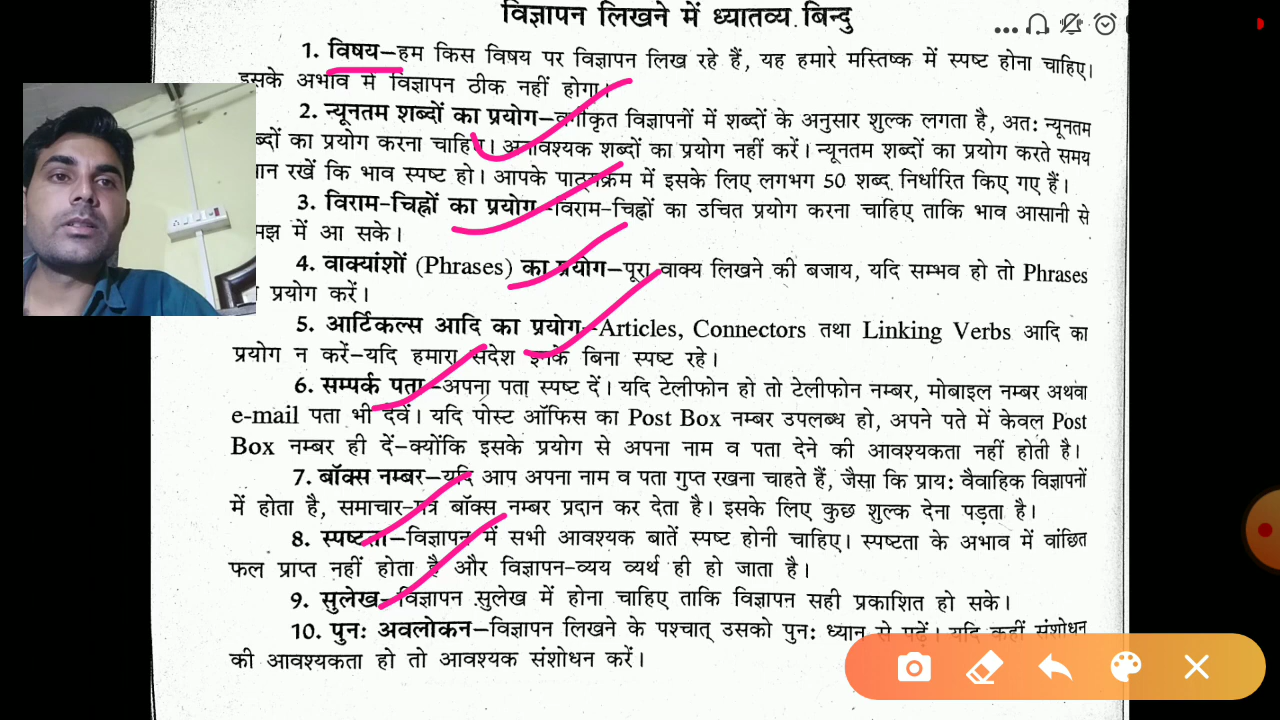 विज्ञापन लिखने में ध्यातव्य बिन्दु
1. विषय–हम किस विषय पर विज्ञापन लिख रहे हैं, यह हमारे मस्तिष्क में स्पष्ट होना चाहिए।
इसके अभाव में विज्ञापन ठीक नहीं होगा।
2. न्यूनतम शब्दों का प्रयोग–वर्गीकृत विज्ञापनों में शब्दों के अनुसार शुल्क लगता है, अतः न्यूनतम
ब्दों का प्रयोग करना चाहिए। अनावश्यक शब्दों का प्रयोग नहीं करें। न्यूनतम शब्दों का प्रयोग करते समय
ान रखें कि भाव स्पष्ट हो। आपके पाठ्यक्रम में इसके लिए लगभग 50 शब्द निर्धारित किए गए हैं।
3. विराम-चिह्नों का प्रयोग–विराम-चिह्नों का उचित प्रयोग करना चाहिए ताकि भाव आसानी से
मझ में आ सके।
4. वाक्यांशों (Phrases) का प्रयोग–पूरा वाक्य लिखने की बजाय, यदि सम्भव हो तो Phrases
प्रयोग करें।
5. आर्टिकल्स आदि का प्रयोग–Articles, Connectors तथा Linking Verbs आदि का
प्रयोग न करें–यदि हमारा संदेश इनके बिना स्पष्ट रहे।
6. सम्पर्क पता–अपना पता स्पष्ट दें। यदि टेलीफोन हो तो टेलीफोन नम्बर, मोबाइल नम्बर अथवा
e-mail पता भी देवें। यदि पोस्ट ऑफिस का Post Box नम्बर उपलब्ध हो, अपने पते में केवल Post
Box नम्बर ही दें–क्योंकि इसके प्रयोग से अपना नाम व पता देने की आवश्यकता नहीं होती है।
7. बॉक्स नम्बर–यदि आप अपना नाम व पता गुप्त रखना चाहते हैं, जैसा कि प्रायः वैवाहिक विज्ञापनों
में होता है, समाचार-पत्र बॉक्स नम्बर प्रदान कर देता है। इसके लिए कुछ शुल्क देना पड़ता है।
8. स्पष्टता–विज्ञापन में सभी आवश्यक बातें स्पष्ट होनी चाहिए। स्पष्टता के अभाव में वांछित
फल प्राप्त नहीं होता है और विज्ञापन-व्यय व्यर्थ ही हो जाता है।
9. सुलेख–विज्ञापन सुलेख में होना चाहिए ताकि विज्ञापन सही प्रकाशित हो सके।
10. पुनः अवलोकन–विज्ञापन लिखने के पश्चात् उसको पुनः ध्यान से पढ़ें। यदि कहीं संशोधन
की आवश्यकता हो तो आवश्यक संशोधन करें।